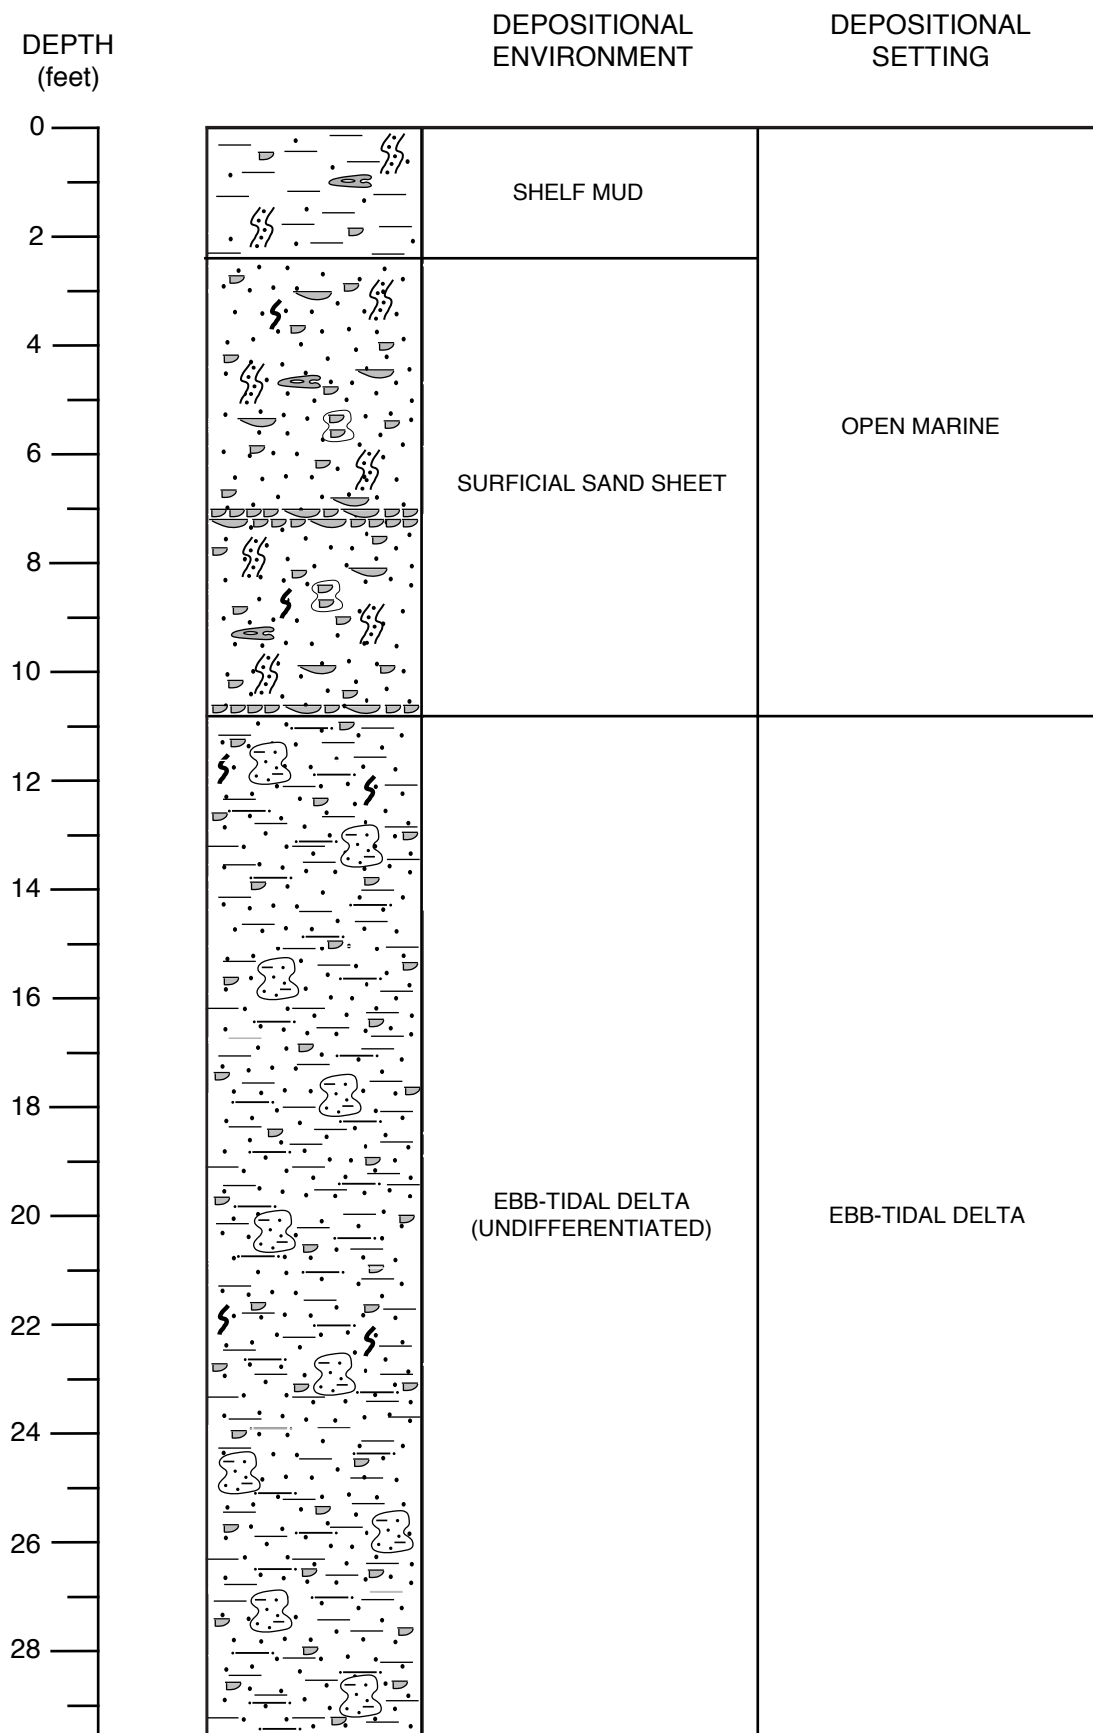 DEPTH
(feet)
DEPOSITIONAL
ENVIRONMENT
DEPOSITIONAL
SETTING
0
2
4
6
8
10
12
14
16
18
20
22
24
26
28
SHELF MUD
SURFICIAL SAND SHEET
OPEN MARINE
EBB-TIDAL DELTA
(UNDIFFERENTIATED)
EBB-TIDAL DELTA